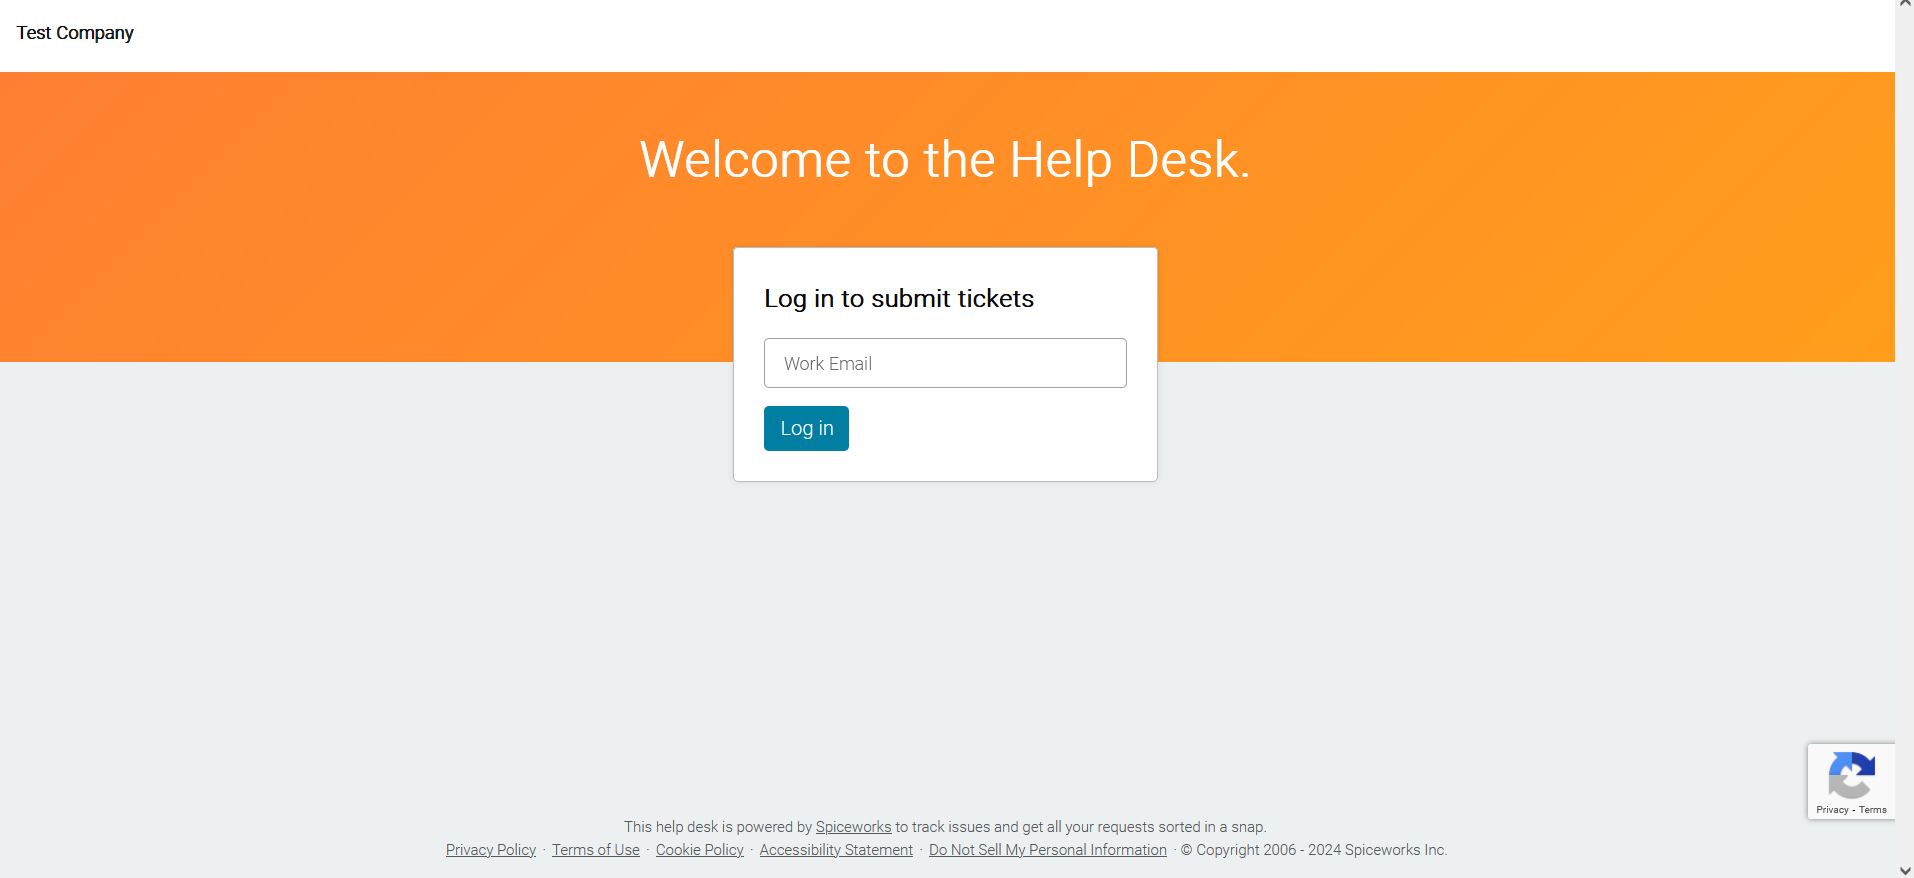 Test Company
Welcome to the Help Desk.
Log in to submit tickets
Work Email
Log in
Privacy - Terms
This help desk is powered by Spiceworks to track issues and get all your requests sorted in a snap.
Privacy Policy · Terms of Use · Cookie Policy · Accessibility Statement · Do Not Sell My Personal Information · © Copyright 2006 - 2024 Spiceworks Inc.